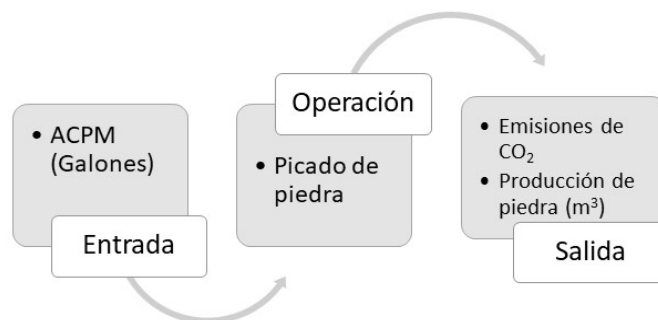 • ACPM
(Galones)
Entrada
Operación
• Picado de
piedra
• Emisiones de
CO₂
• Producción de
piedra (m³)
Salida